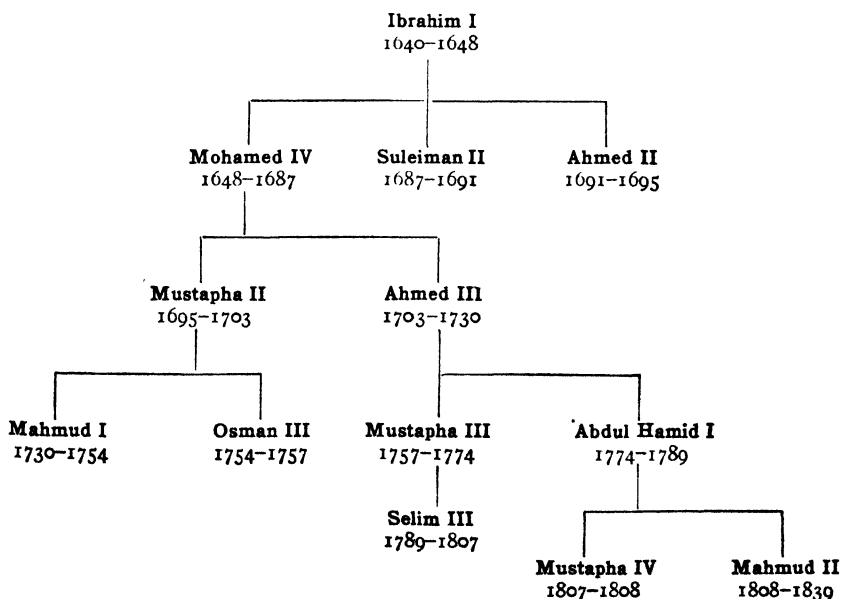 Ibrahim I
1640–1648
Mohamed IV
1648–1687
Suleiman II
1687–1691
Ahmed II
1691–1695
Mustapha II
1695–1703
Ahmed III
1703–1730
Mahmud I
1730–1754
Osman III
1754–1757
Mustapha III
1757–1774
Abdul Hamid I
1774–1789
Selim III
1789–1807
Mustapha IV
1807–1808
Mahmud II
1808–1839